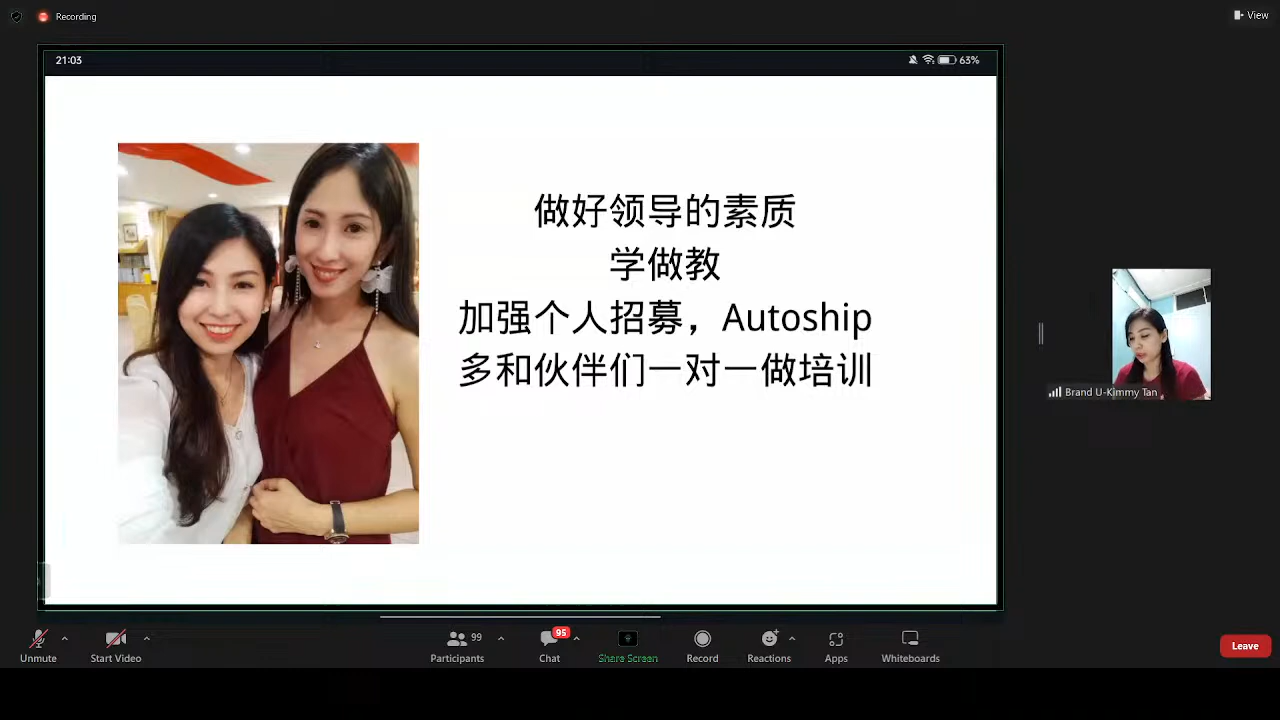 Recording
View
21:03
63%
做好领导的素质
学做教
加强个人招募，Autoship
多和伙伴们一对一做培训
Brand U-Kimmy Tan
99
95
Unmute
Start Video
Participants
Chat
Share Screen
Record
Reactions
Apps
Whiteboards
Leave